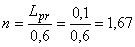 n = L_pr / 0,6 = 0,1 / 0,6 = 1,67